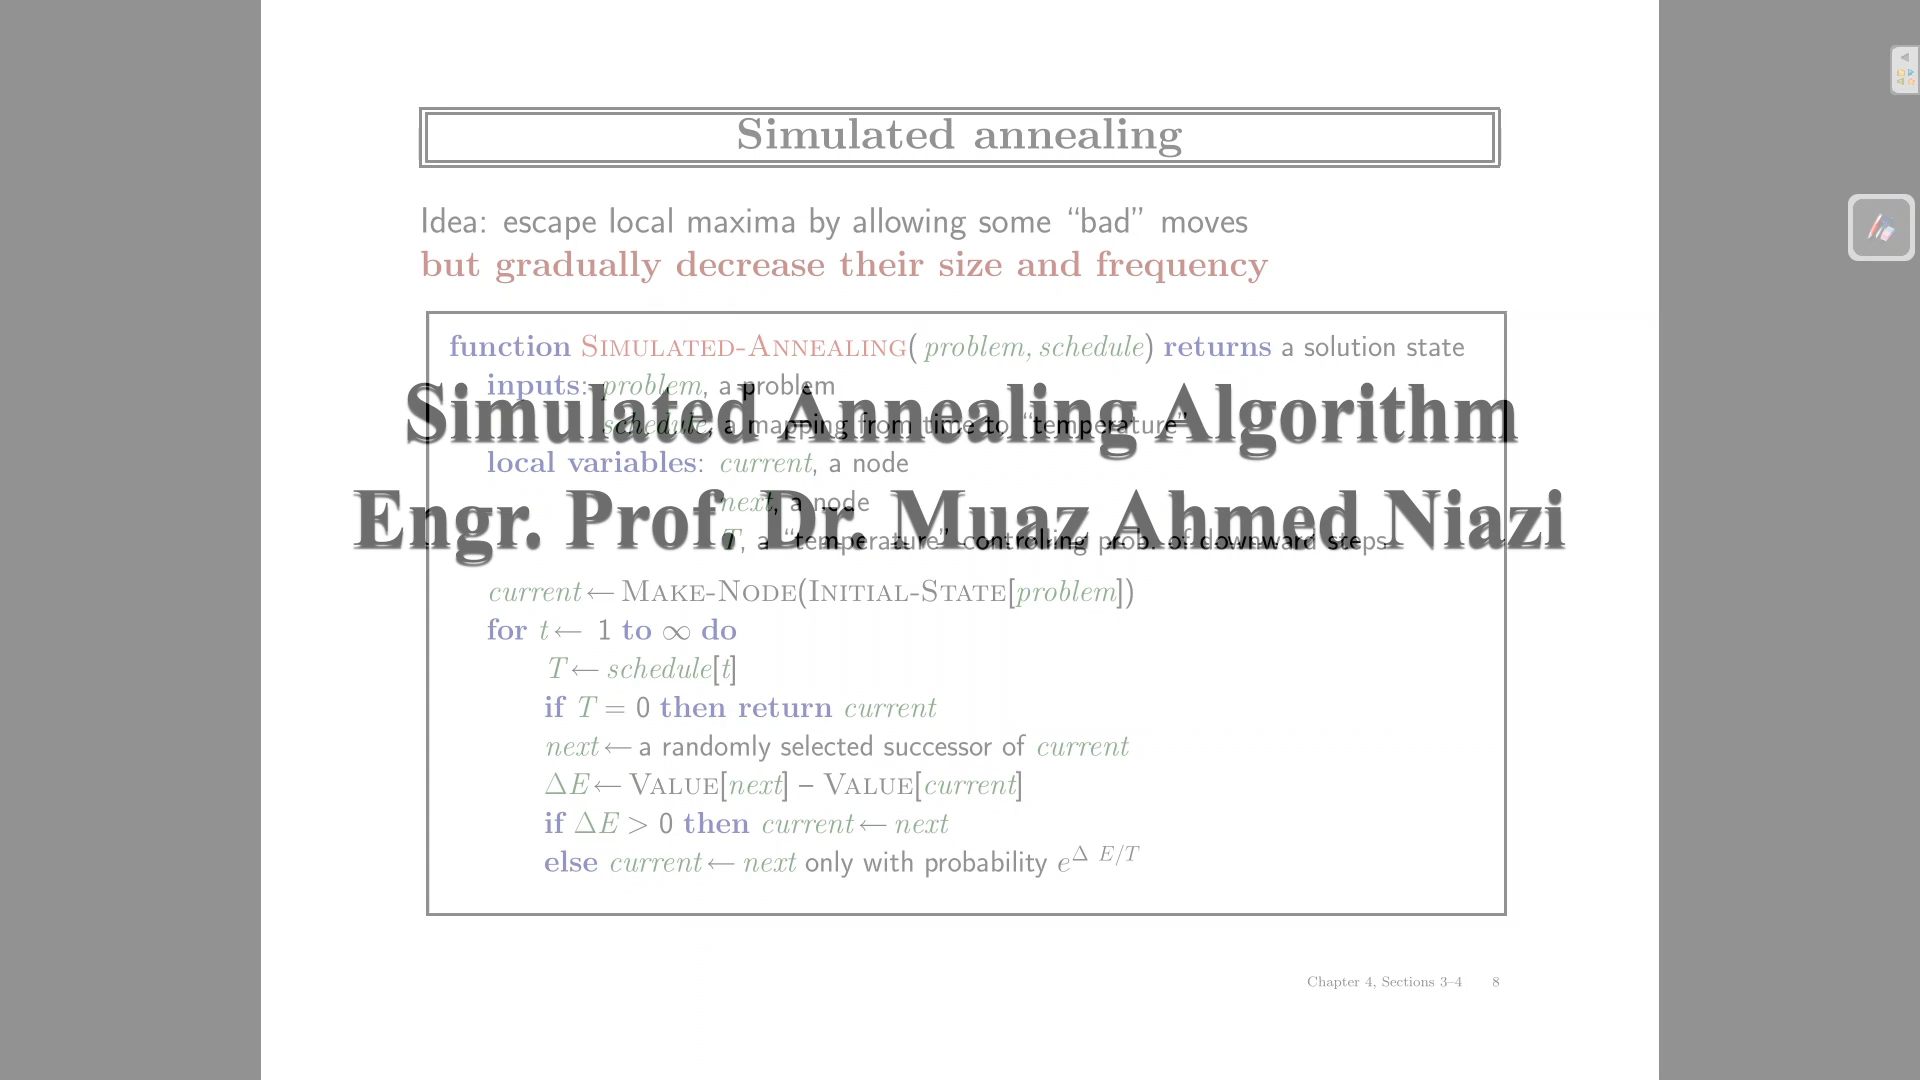 Simulated annealing
Idea: escape local maxima by allowing some “bad” moves
but gradually decrease their size and frequency
function SIMULATED-ANNEALING( problem, schedule) returns a solution state
inputs: problem, a problem
schedule, a mapping from time to “temperature”
Simulated Annealing Algorithm
local variables: current, a node
next, a node
Engr. Prof. Dr. Muaz Ahmed Niazi
T, a “temperature” controlling prob. of downward steps
current ← MAKE-NODE(INITIAL-STATE[problem])
for t ← 1 to ∞ do
T ← schedule[t]
if T = 0 then return current
next ← a randomly selected successor of current
ΔE ← VALUE[next] – VALUE[current]
if ΔE > 0 then current ← next
else current ← next only with probability e^Δ E/T
Chapter 4, Sections 3–4 8